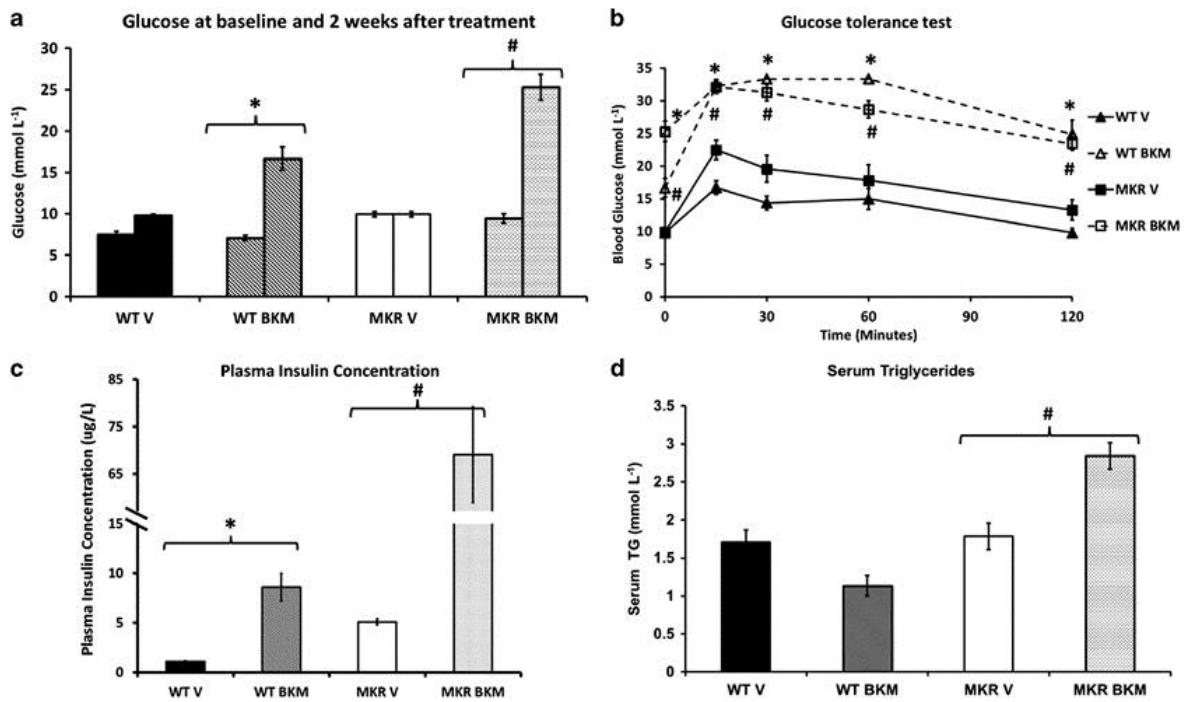 a
Glucose at baseline and 2 weeks after treatment
Glucose (mmol L⁻¹)
30
25
20
15
10
5
0
*
#
WT V
WT BKM
MKR V
MKR BKM
b
Glucose tolerance test
Blood Glucose (mmol L⁻¹)
40
35
30
25
20
15
10
5
0
*
*
*
*
*
#
#
#
#
#
0
30
60
90
120
Time (Minutes)
WT V
WT BKM
MKR V
MKR BKM
c
Plasma Insulin Concentration
Plasma Insulin Concentration (ug/L)
85
75
65
15
10
5
0
*
#
WT V
WT BKM
MKR V
MKR BKM
d
Serum Triglycerides
Serum TG (mmol L⁻¹)
3.5
3
2.5
2
1.5
1
0.5
0
#
WT V
WT BKM
MKR V
MKR BKM